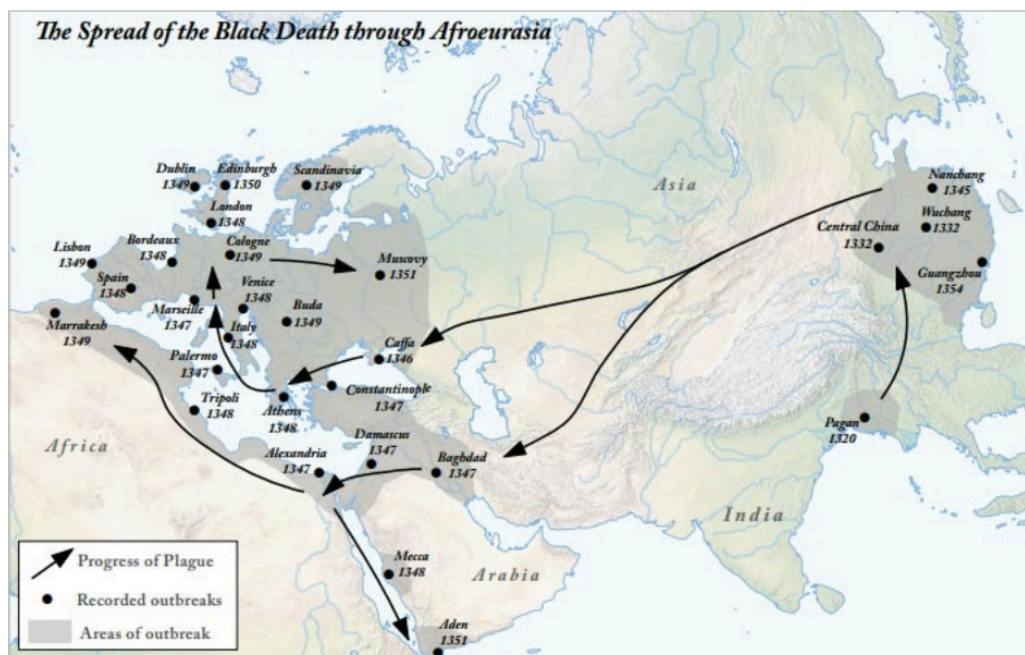 The Spread of the Black Death through Afroeurasia
Dublin
1349
Edinburgh
1350
Scandinavia
1349
London
1348
Lisbon
1349
Bordeaux
1348
Cologne
1349
Muscovy
1351
Spain
1348
Marseille
1347
Venice
1348
Buda
1349
Italy
1348
Marrakesh
1349
Palermo
1347
Caffa
1346
Constantinople
1347
Tripoli
1348
Athens
1348
Damascus
1347
Alexandria
1347
Baghdad
1347
Africa
Asia
Nanchang
1345
Wuchang
1332
Central China
1332
Guangzhou
1354
Pagan
1320
India
Mecca
1348
Arabia
Aden
1351
Progress of Plague
Recorded outbreaks
Areas of outbreak